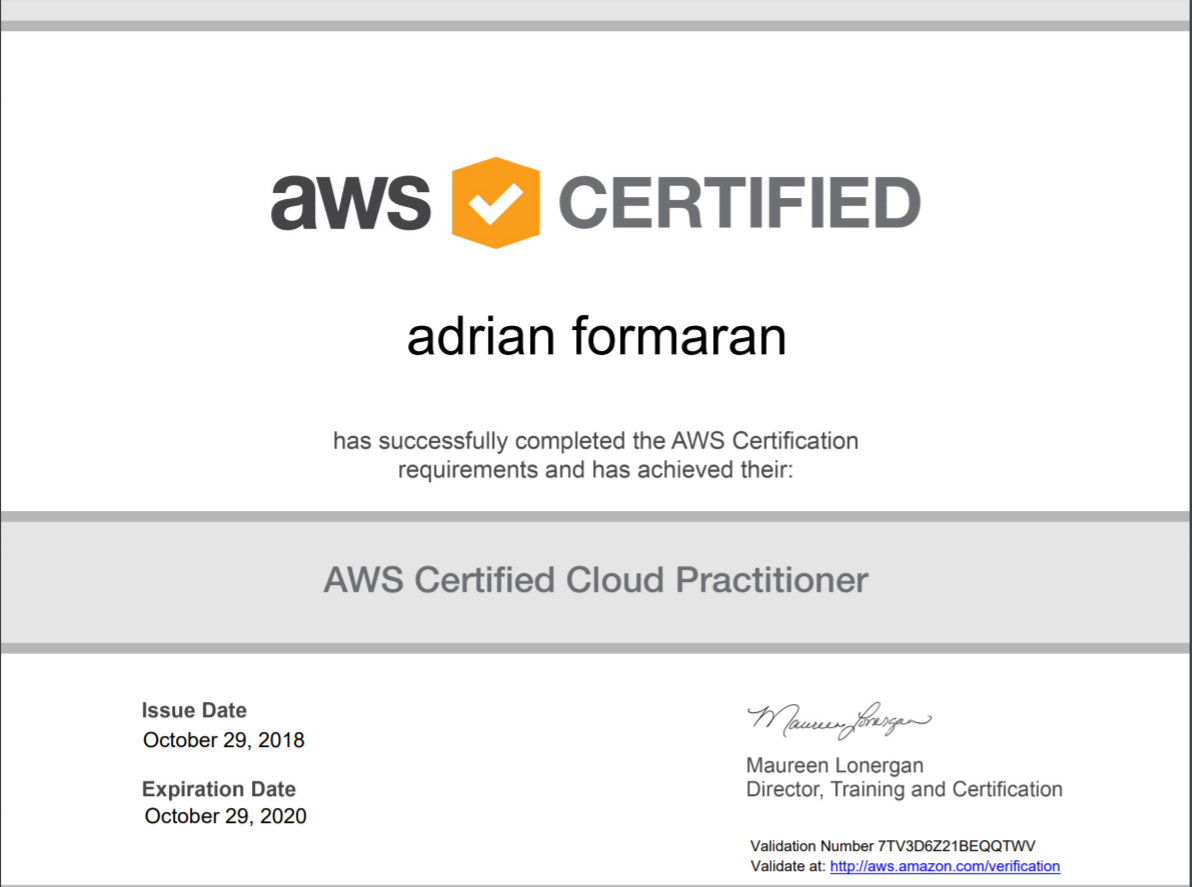 aws CERTIFIED
adrian formaran
has successfully completed the AWS Certification
requirements and has achieved their:
AWS Certified Cloud Practitioner
Issue Date
October 29, 2018
Expiration Date
October 29, 2020
Maureen Lonergan
Maureen Lonergan
Director, Training and Certification
Validation Number 7TV3D6Z21BEQQTWV
Validate at: http://aws.amazon.com/verification